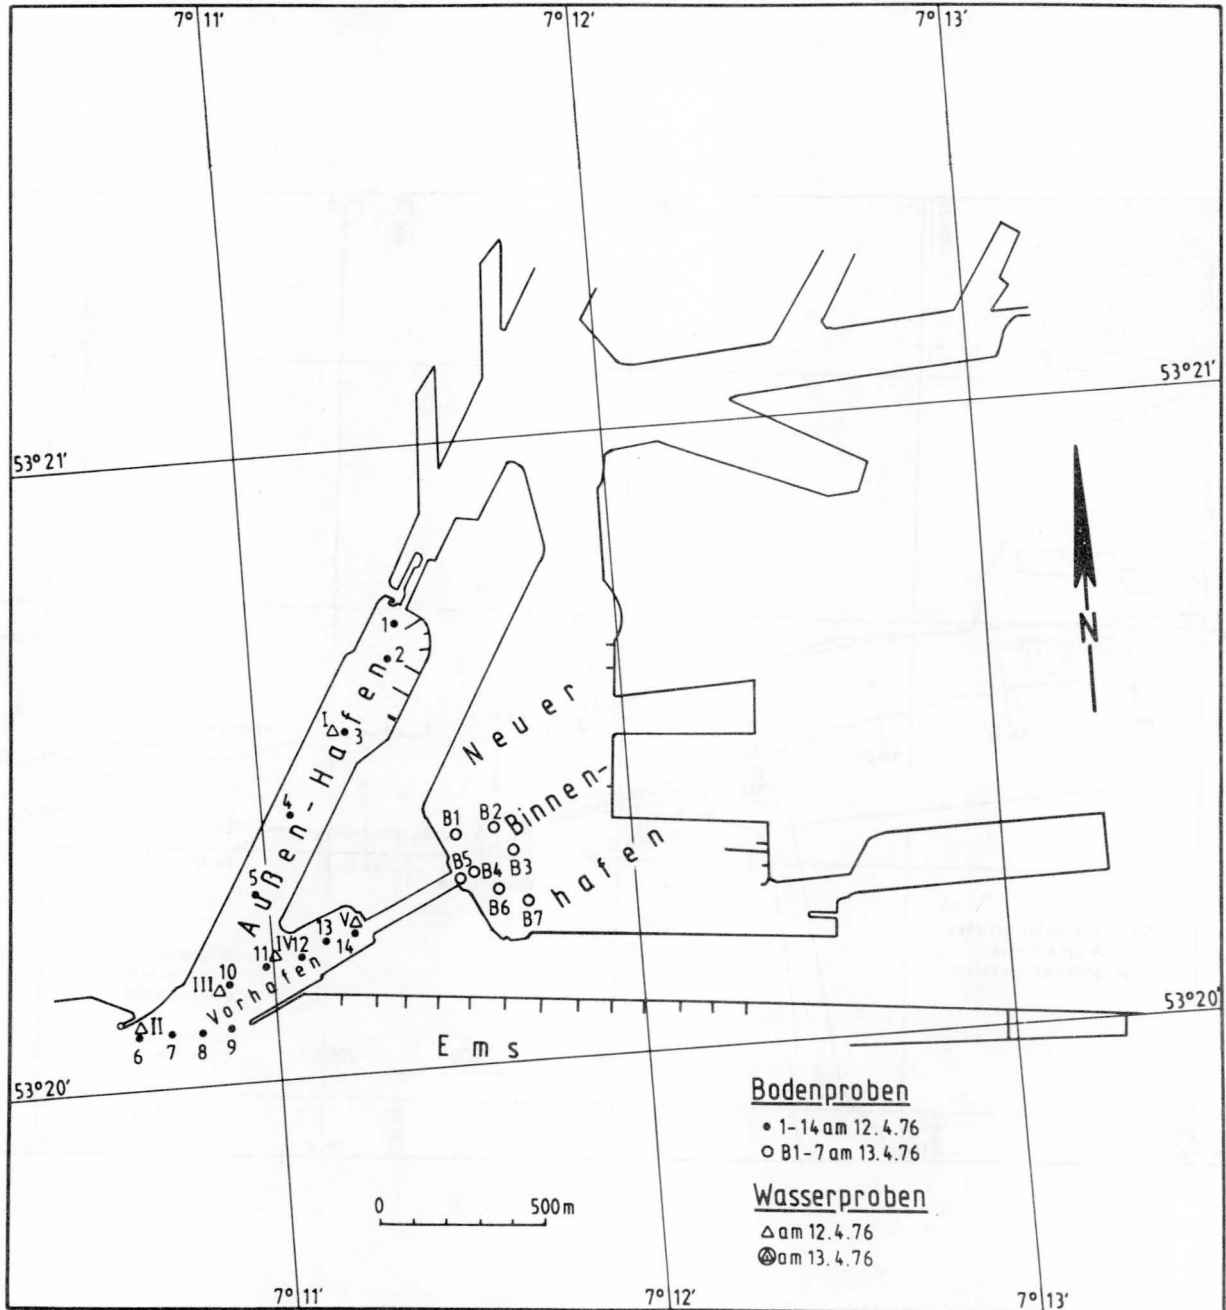 7° 11'
7° 12'
7° 13'
53° 21'
53° 21'
1
2
I
3
Außen-Hafen
4
5
Neuer
Binnen-
hafen
B1
B2
B3
B5
B4
B6
B7
V
13
14
IV
12
11
10
III
Vorhafen
II
6
7
8
9
Ems
N
53° 20'
53° 20'
Bodenproben
1-14 am 12.4.76
B1-7 am 13.4.76
Wasserproben
am 12.4.76
am 13.4.76
0
500m
7° 11'
7° 12'
7° 13'